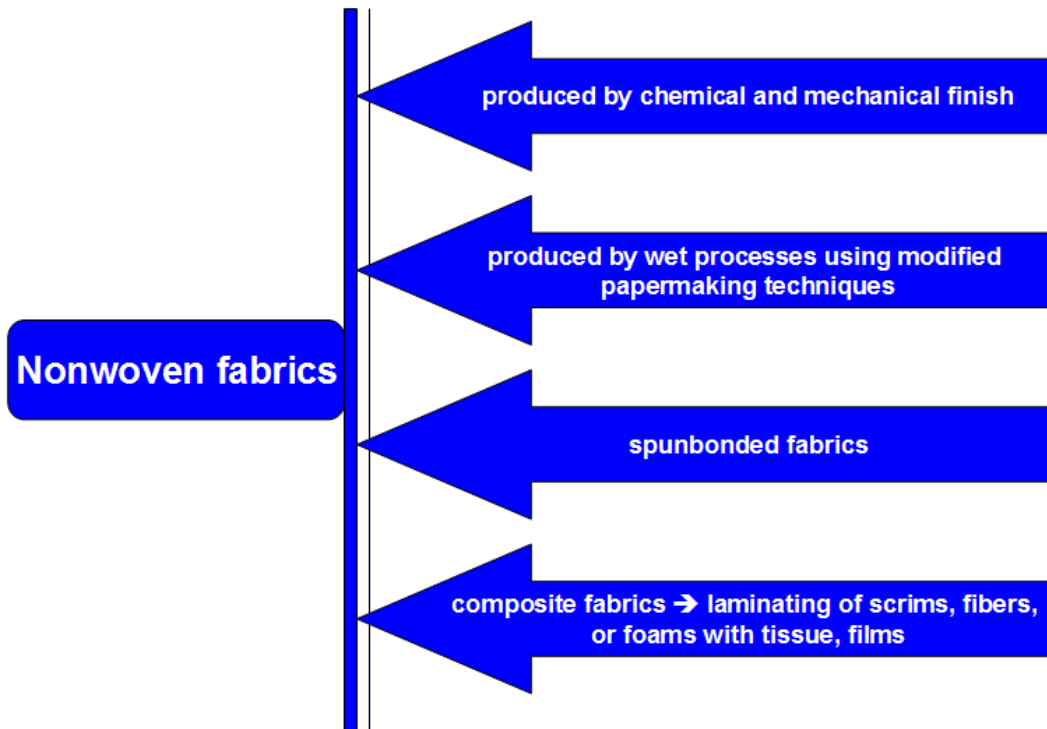 produced by chemical and mechanical finish
produced by wet processes using modified
papermaking techniques
Nonwoven fabrics
spunbonded fabrics
composite fabrics ➔ laminating of scrims, fibers,
or foams with tissue, films